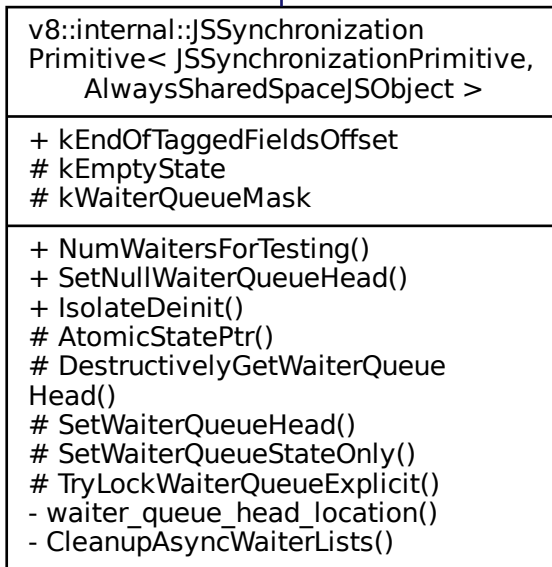 v8::internal::JSSynchronization
Primitive< JSSynchronizationPrimitive,
AlwaysSharedSpaceJSObject >
+ kEndOfTaggedFieldsOffset
# kEmptyState
# kWaiterQueueMask
+ NumWaitersForTesting()
+ SetNullWaiterQueueHead()
+ IsolateDeinit()
# AtomicStatePtr()
# DestructivelyGetWaiterQueue
Head()
# SetWaiterQueueHead()
# SetWaiterQueueStateOnly()
# TryLockWaiterQueueExplicit()
- waiter_queue_head_location()
- CleanupAsyncWaiterLists()